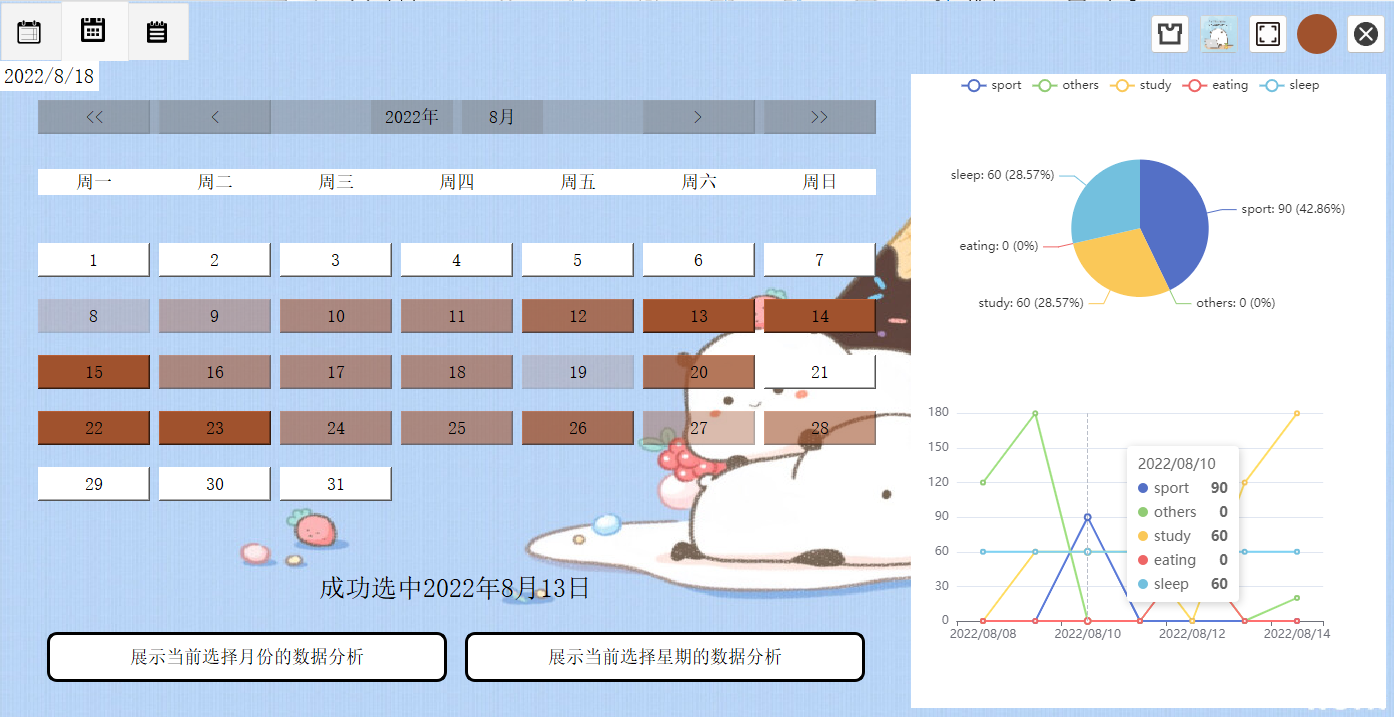 2022/8/18
<< < 2022年 8月 > >>
周一 周二 周三 周四 周五 周六 周日
1 2 3 4 5 6 7
8 9 10 11 12 13 14
15 16 17 18 19 20 21
22 23 24 25 26 27 28
29 30 31
成功选中2022年8月13日
展示当前选择月份的数据分析
展示当前选择星期的数据分析
sport others study eating sleep
sleep: 60 (28.57%)
sport: 90 (42.86%)
eating: 0 (0%)
study: 60 (28.57%)
others: 0 (0%)
180
150
120
90
60
30
0
2022/08/08 2022/08/10 2022/08/12 2022/08/14
2022/08/10
sport 90
others 0
study 60
eating 0
sleep 60